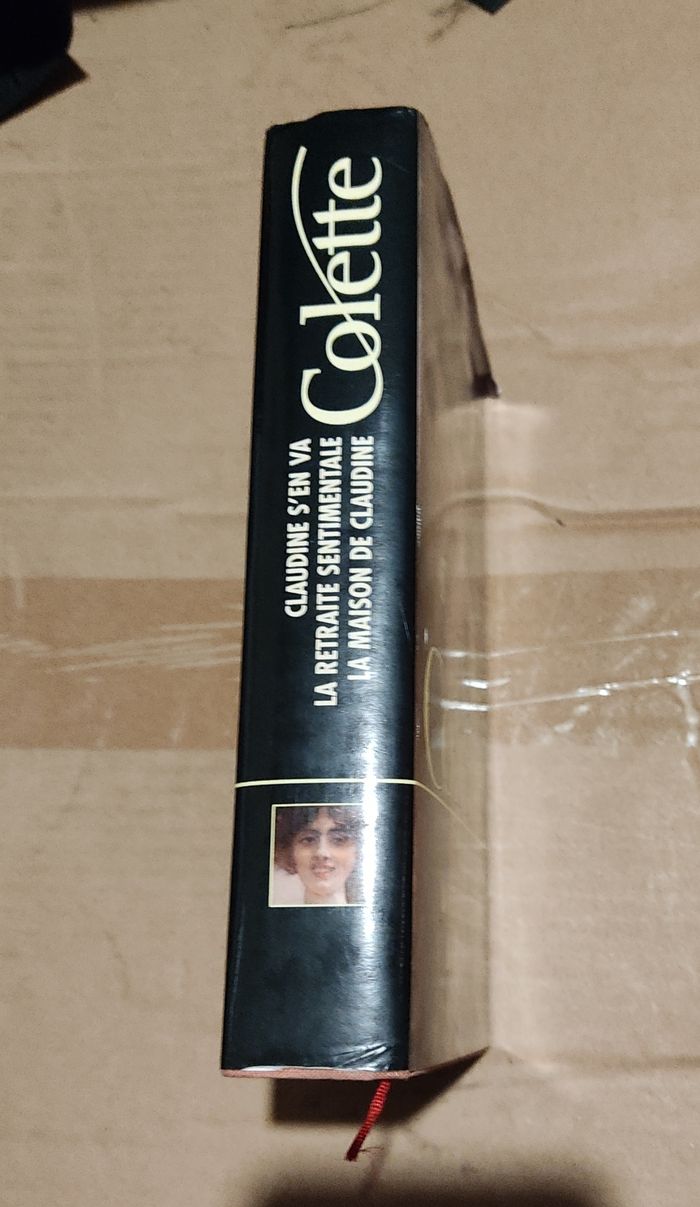 Colette
CLAUDINE S'EN VA
LA RETRAITE SENTIMENTALE
LA MAISON DE CLAUDINE